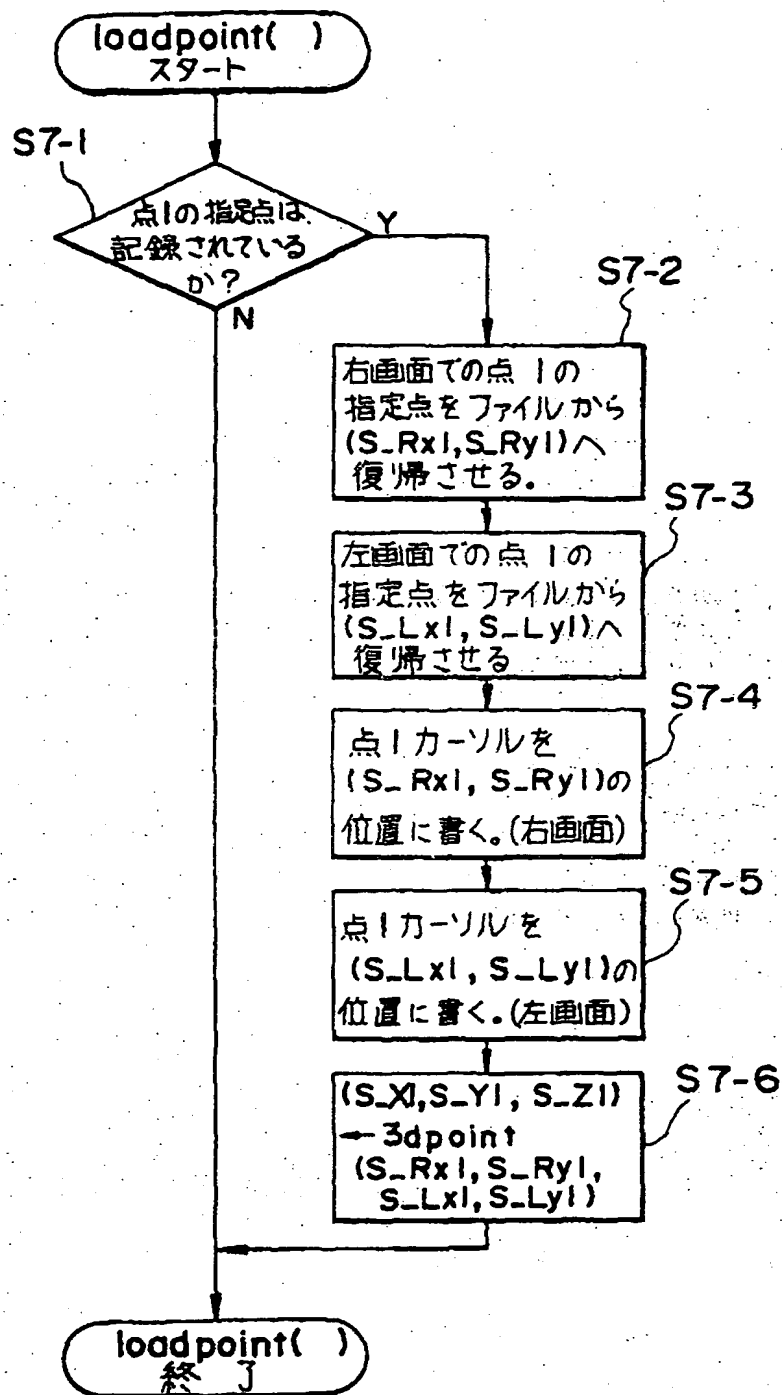 loadpoint( )
スタート
S7-1
点1の指定点は
記録されている
か?
Y
N
S7-2
右画面での点 1の
指定点をファイルから
(S_Rx1,S_Ry1)へ
復帰させる.
S7-3
左画面での点 1の
指定点をファイルから
(S_Lx1, S_Ly1)へ
復帰させる
S7-4
点1カーソルを
(S_Rx1, S_Ry1)の
位置に書く.(右画面)
S7-5
点1カーソルを
(S_Lx1, S_Ly1)の
位置に書く.(左画面)
S7-6
(S_X1,S_Y1, S_Z1)
←3dpoint
(S_Rx1, S_Ry1,
S_Lx1, S_Ly1)
loadpoint( )
終 了